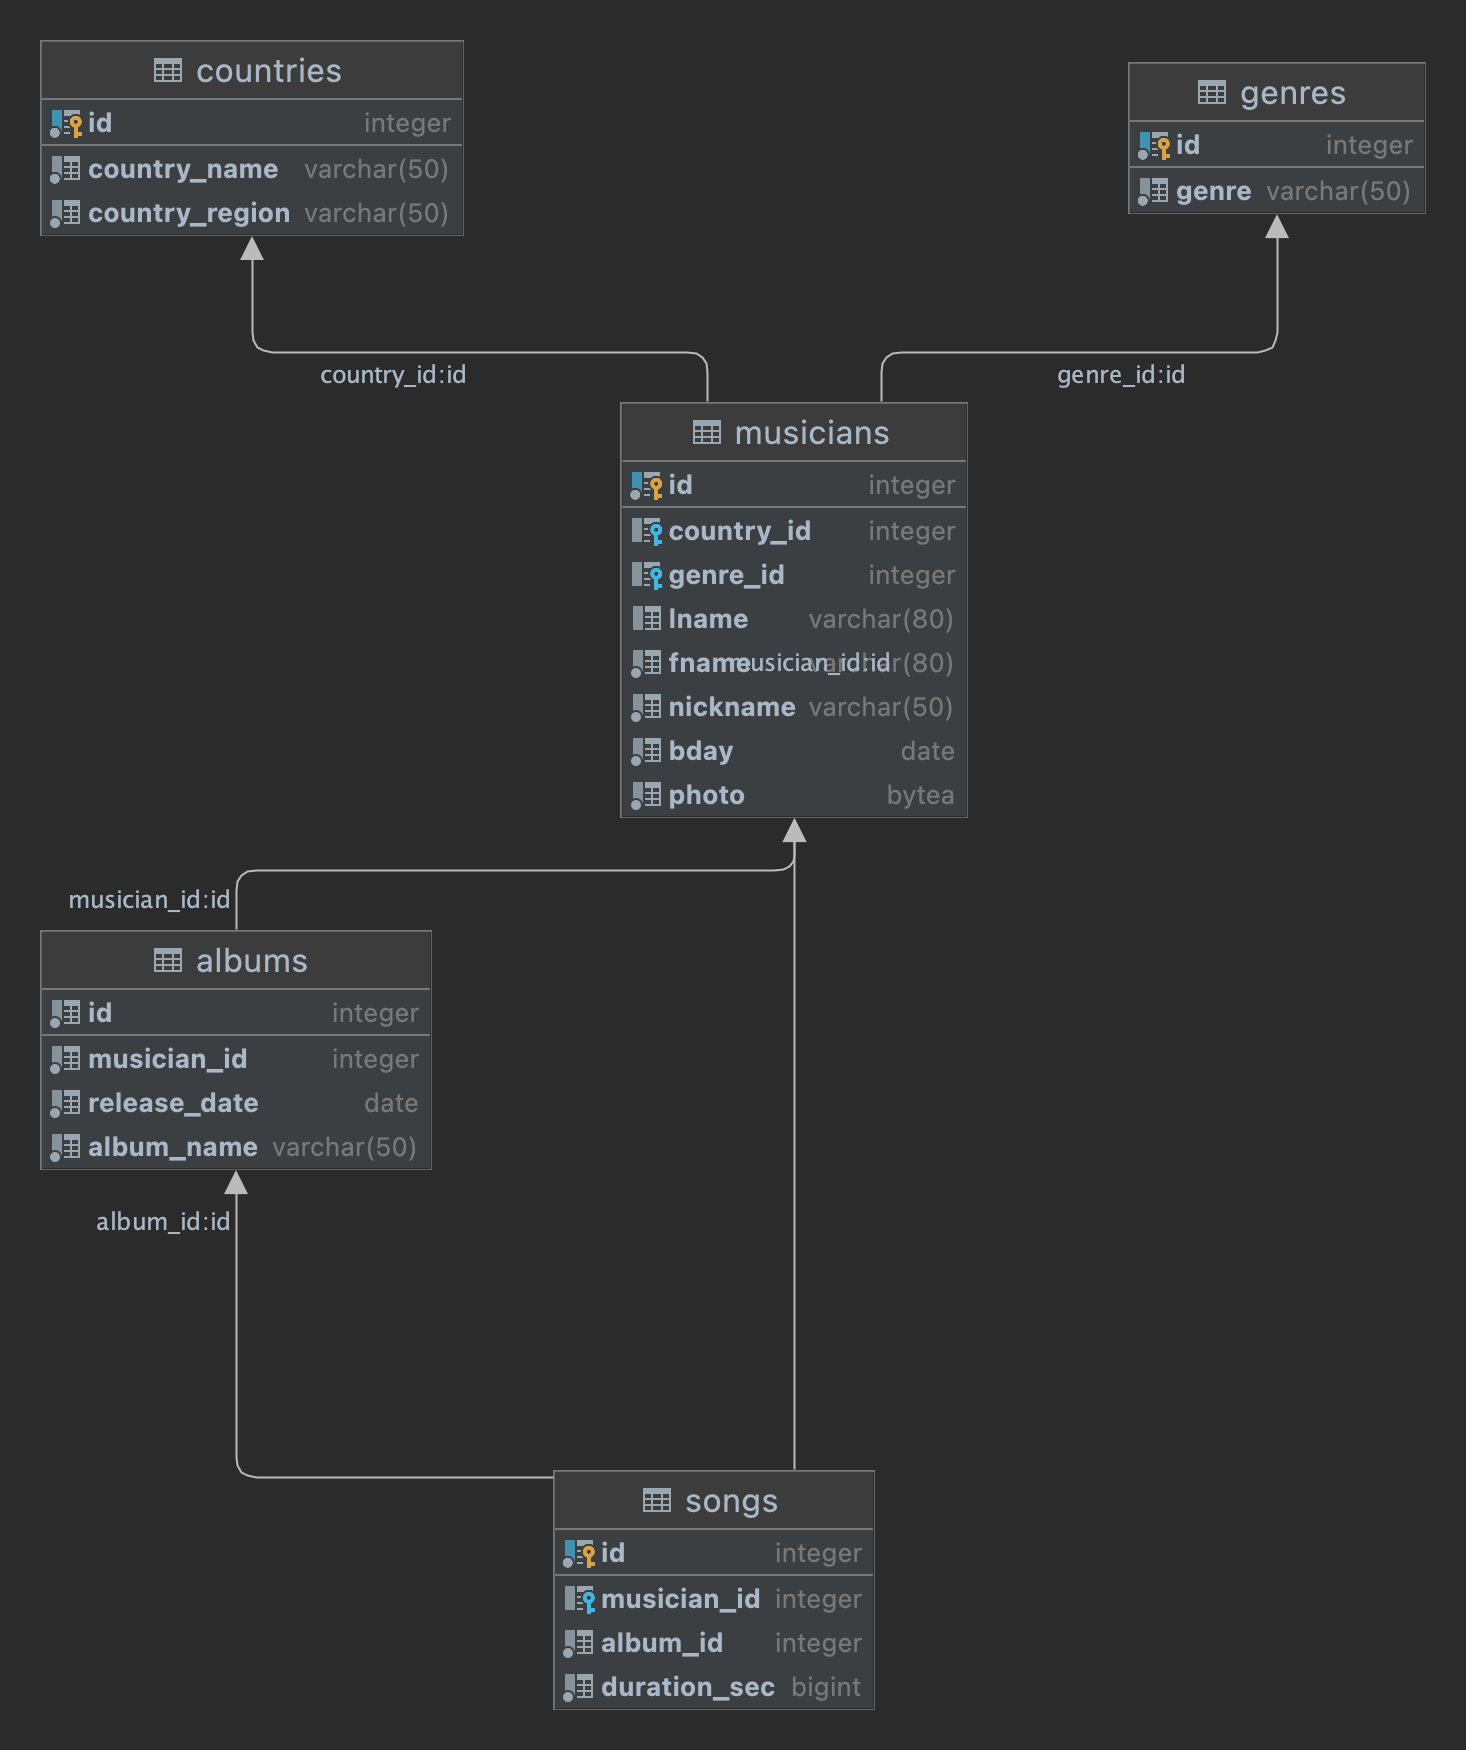 countries
id integer
country_name varchar(50)
country_region varchar(50)
genres
id integer
genre varchar(50)
country_id:id
genre_id:id
musicians
id integer
country_id integer
genre_id integer
lname varchar(80)
fname varchar(80)
musician_id:id
nickname varchar(50)
bday date
photo bytea
musician_id:id
albums
id integer
musician_id integer
release_date date
album_name varchar(50)
album_id:id
songs
id integer
musician_id integer
album_id integer
duration_sec bigint